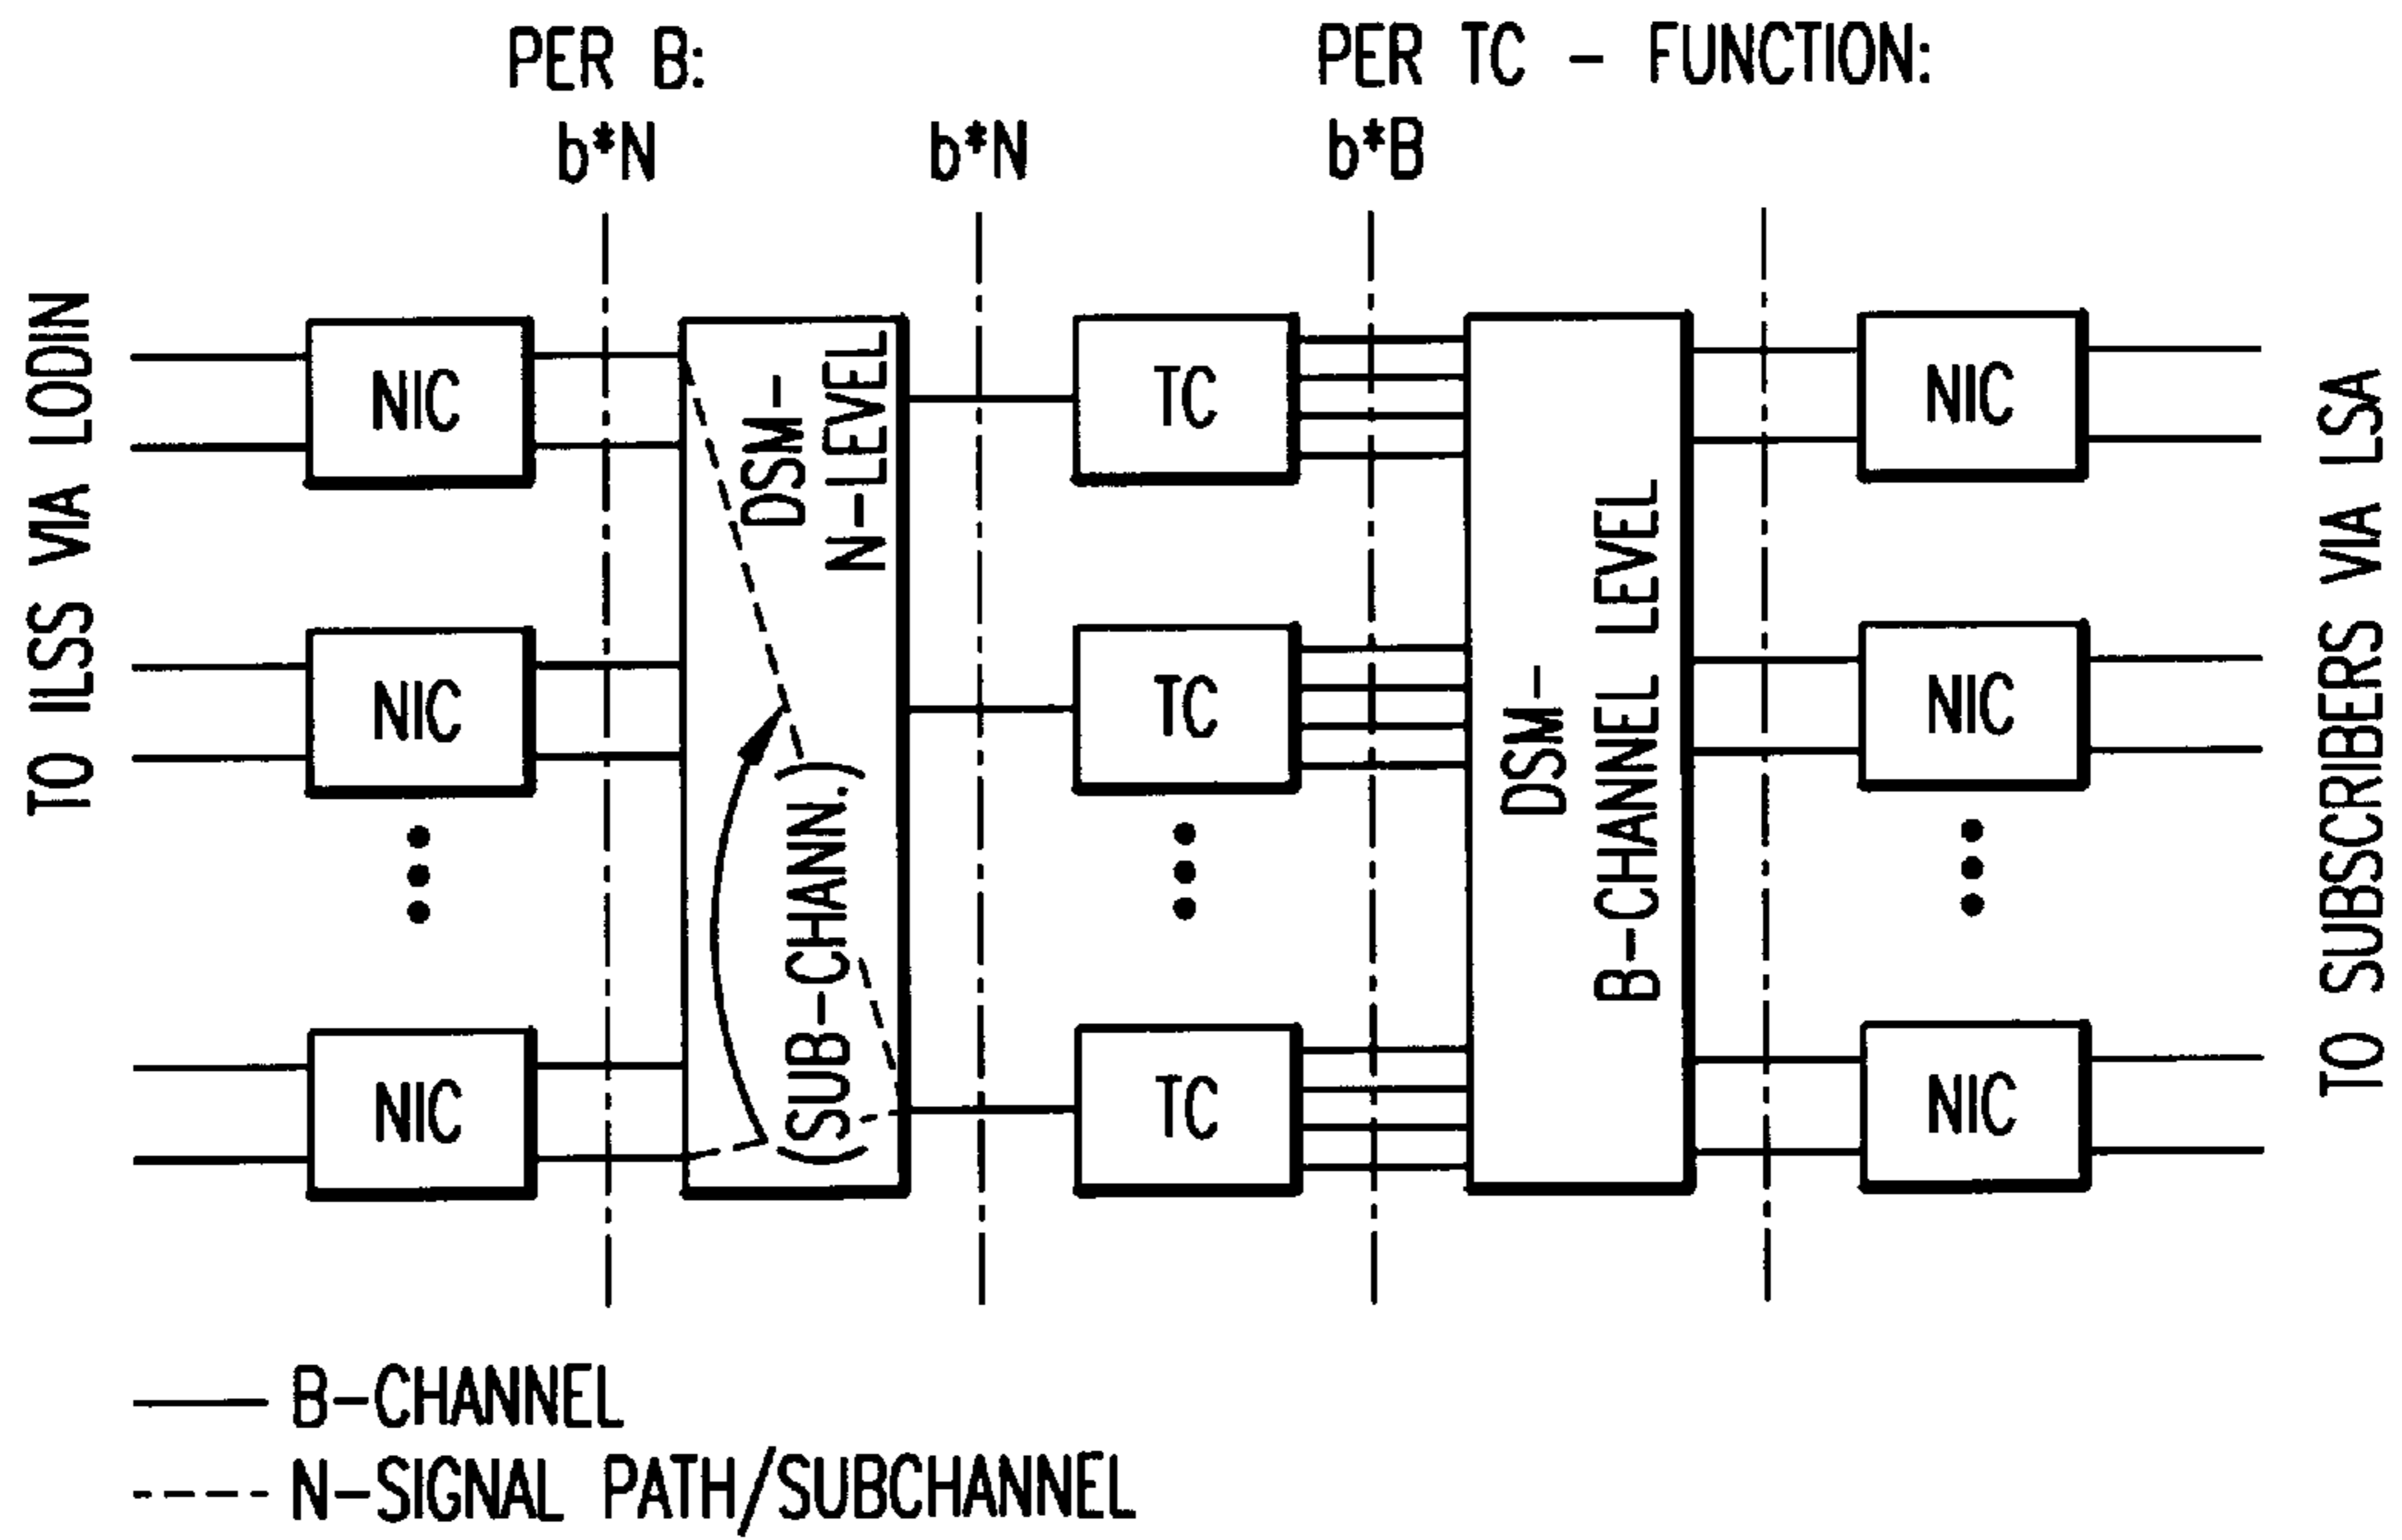 PER B:
PER TC - FUNCTION:
b*N
b*N
b*B
TO ILSS VIA LODIN
NIC
DSM-
N-LEVEL
TC
NIC
NIC
(SUB-CHANN.)
TC
DSM-
B-CHANNEL LEVEL
NIC
NIC
TC
NIC
TO SUBSCRIBERS VIA LSA
B-CHANNEL
N-SIGNAL PATH/SUBCHANNEL